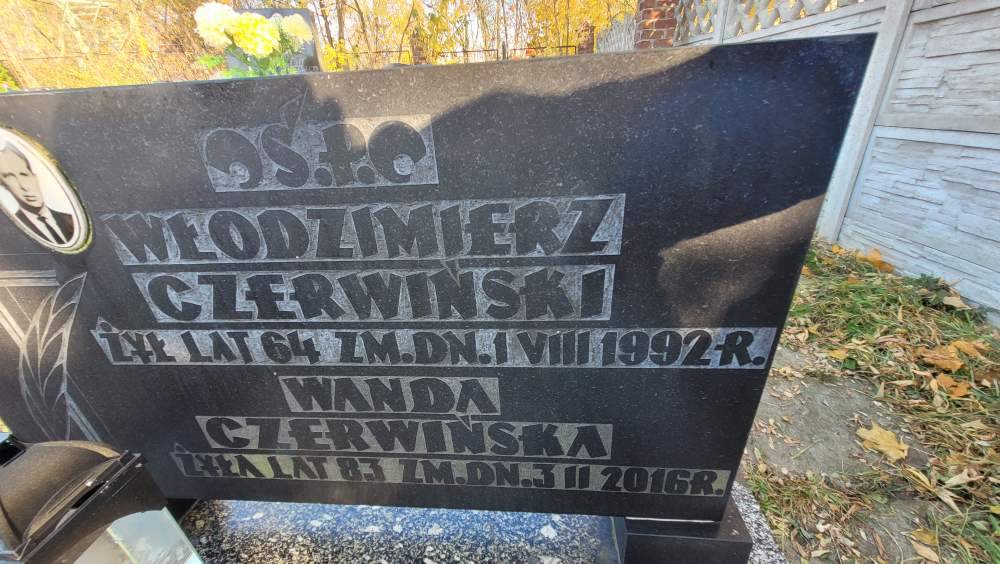 Ś.P.
WŁODZIMIERZ
CZERWIŃSKI
ŻYŁ LAT 64 ZM.DN.1 VIII 1992 R.
WANDA
CZERWIŃSKA
ŻYŁA LAT 83 ZM.DN.3 II 2016R.